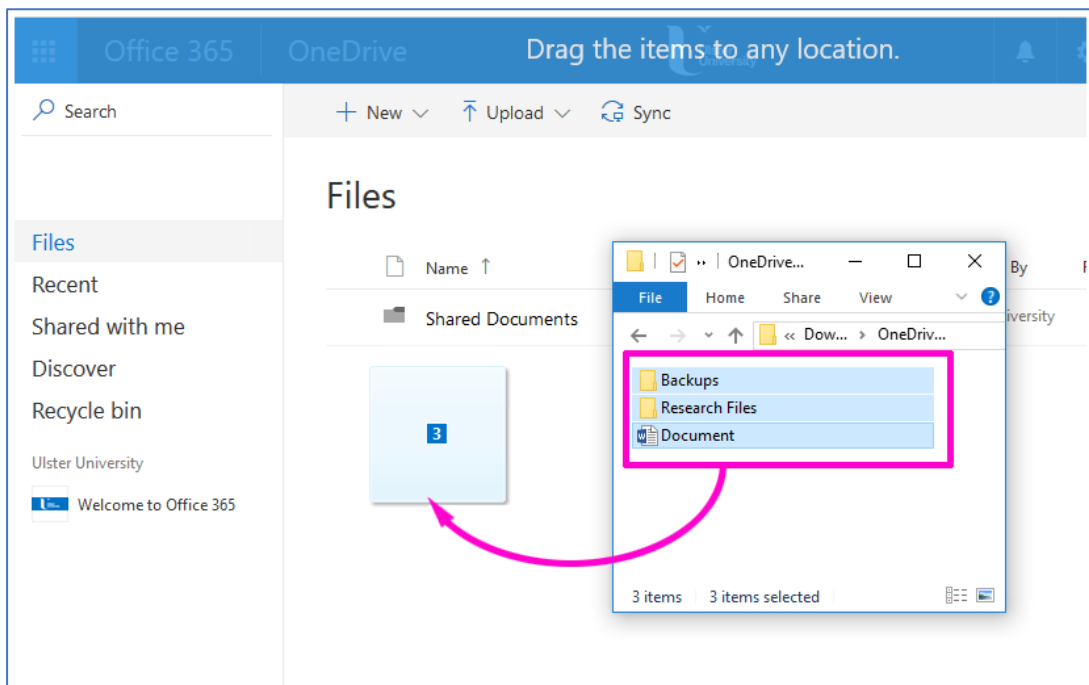 Office 365
OneDrive
Drag the items to any location.
University
Search
New
Upload
Sync
Files
Files
Recent
Shared with me
Discover
Recycle bin
Ulster University
Welcome to Office 365
Name ↑
By
Shared Documents
iversity
3
OneDrive...
File Home Share View
« Dow... › OneDriv...
Backups
Research Files
Document
3 items 3 items selected